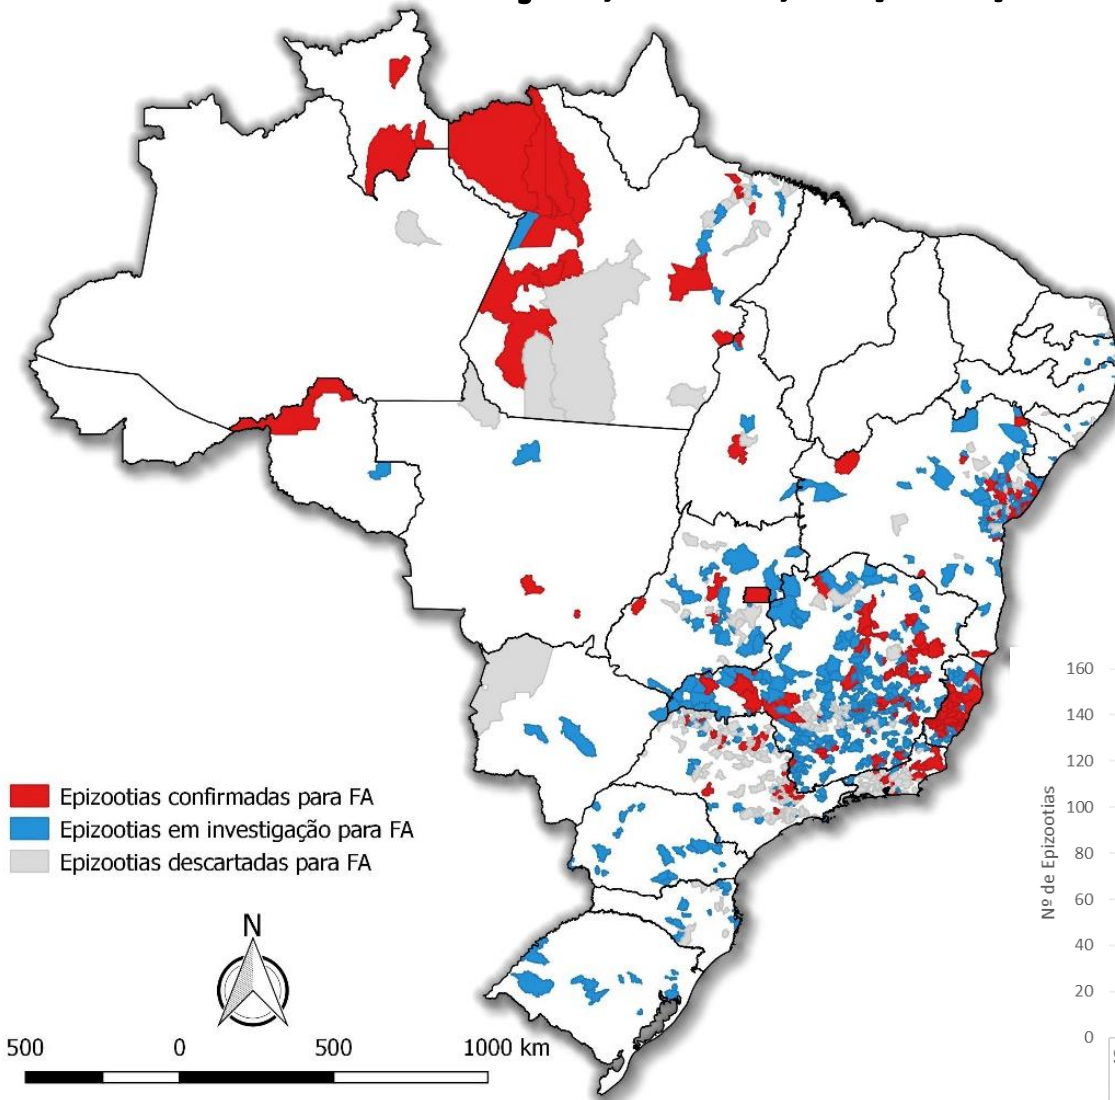 Epizootias confirmadas para FA
Epizootias em investigação para FA
Epizootias descartadas para FA
N
500 0 500 1000 km
160
140
120
100
80
60
40
20
0
Nº de Epizootias